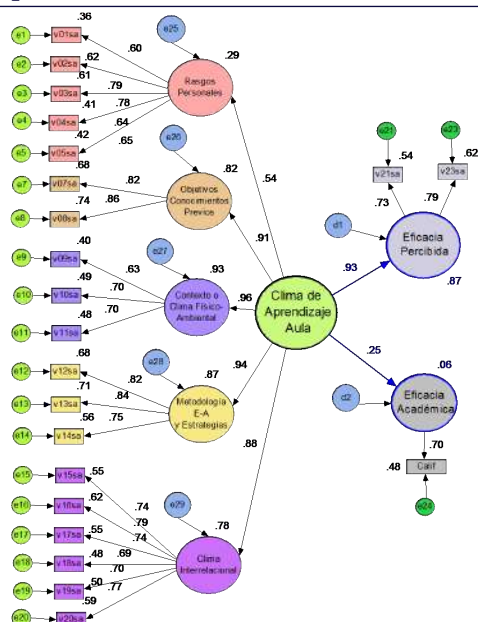 .36
e1
v01sa
e25
.60
.29
.62
e2
v02sa
.61
.79
e3
v03sa
Rasgos
Personales
.41
.78
e4
v04sa
.64
.42
e5
v05sa
.65
.68
e26
e7
v07sa
.82
.82
.74
.86
e8
v08sa
Objetivos
Conocimientos
Previos
.54
.91
e21
e23
.54
.62
v21sa
v23sa
.73
.79
d1
Eficacia
Percibida
.93
.87
.40
e9
v09sa
e27
.93
.63
.49
e10
v10sa
.70
Contexto o
Clima Físico-
Ambiental
.96
.48
.70
e11
v11sa
Clima de
Aprendizaje
Aula
.25
.06
.68
e12
v12sa
e28
.87
.94
.82
.71
e13
v13sa
.84
.56
.75
e14
v14sa
Metodología
E-A
y Estrategias
d2
Eficacia
Académica
.88
.70
.48
Calif
e24
e15
v15sa
.55
.74
e29
.78
e16
v16sa
.62
.79
e17
v17sa
.55
.74
e18
v18sa
.48
.69
Clima
Interrelacional
.70
e19
v19sa
.50
.77
.59
e20
v20sa